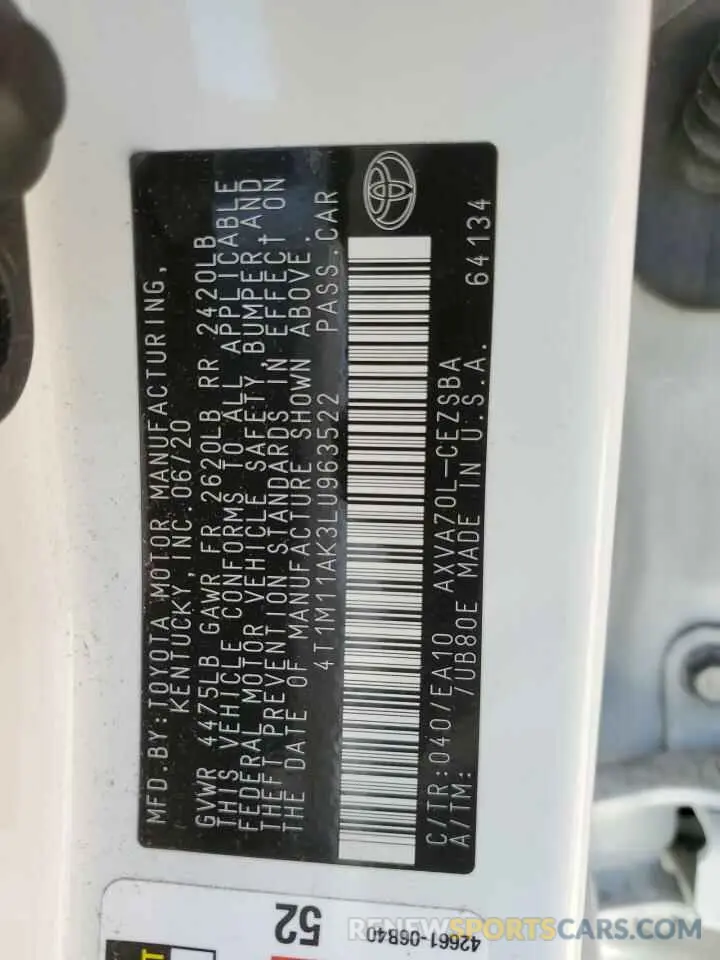 MFD.BY:TOYOTA MOTOR MANUFACTURING,
KENTUCKY,INC.06/20
GVWR 4475LB GAWR FR 2620LB RR 2420LB
THIS VEHICLE CONFORMS TO ALL APPLICABLE
FEDERAL MOTOR VEHICLE SAFETY, BUMPER, AND
THEFT PREVENTION STANDARDS IN EFFECT ON
THE DATE OF MANUFACTURE SHOWN ABOVE.
4T1M11AK3LU963522 PASS.CAR
C/TR:040/EA10 AXVA70L-CEZSBA
A/TM: 7UB80E MADE IN U.S.A. 64134
52
42661-06B40
RENEWSPORTSCARS.COM